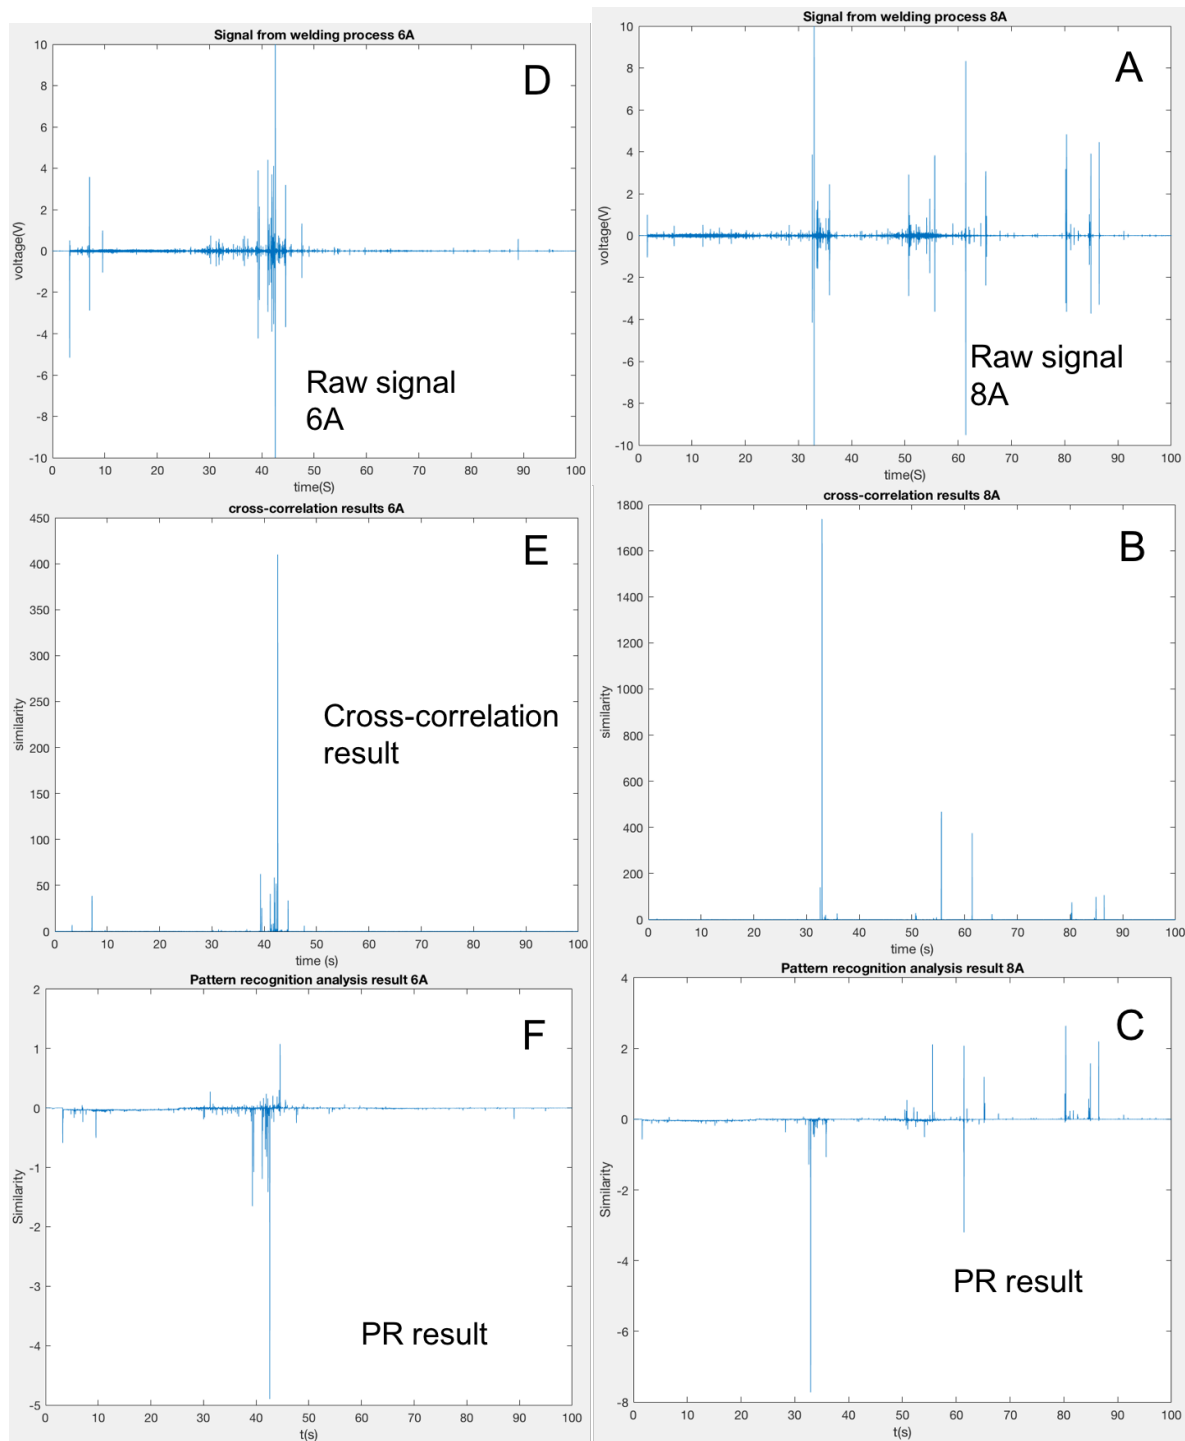 Signal from welding process 6A
D
10
8
6
4
2
0
-2
-4
-6
-8
-10
voltage(V)
Raw signal
6A
0 10 20 30 40 50 60 70 80 90 100
time(S)
Signal from welding process 8A
A
10
8
6
4
2
0
-2
-4
-6
-8
-10
voltage(V)
Raw signal
8A
0 10 20 30 40 50 60 70 80 90 100
time(S)
cross-correlation results 6A
E
450
400
350
300
250
200
150
100
50
0
similarity
Cross-correlation
result
0 10 20 30 40 50 60 70 80 90 100
time (s)
cross-correlation results 8A
B
1800
1600
1400
1200
1000
800
600
400
200
0
similarity
0 10 20 30 40 50 60 70 80 90 100
time (s)
Pattern recognition analysis result 6A
F
2
1
0
-1
-2
-3
-4
-5
Similarity
PR result
0 10 20 30 40 50 60 70 80 90 100
t(s)
Pattern recognition analysis result 8A
C
4
2
0
-2
-4
-6
-8
Similarity
PR result
0 10 20 30 40 50 60 70 80 90 100
t(s)